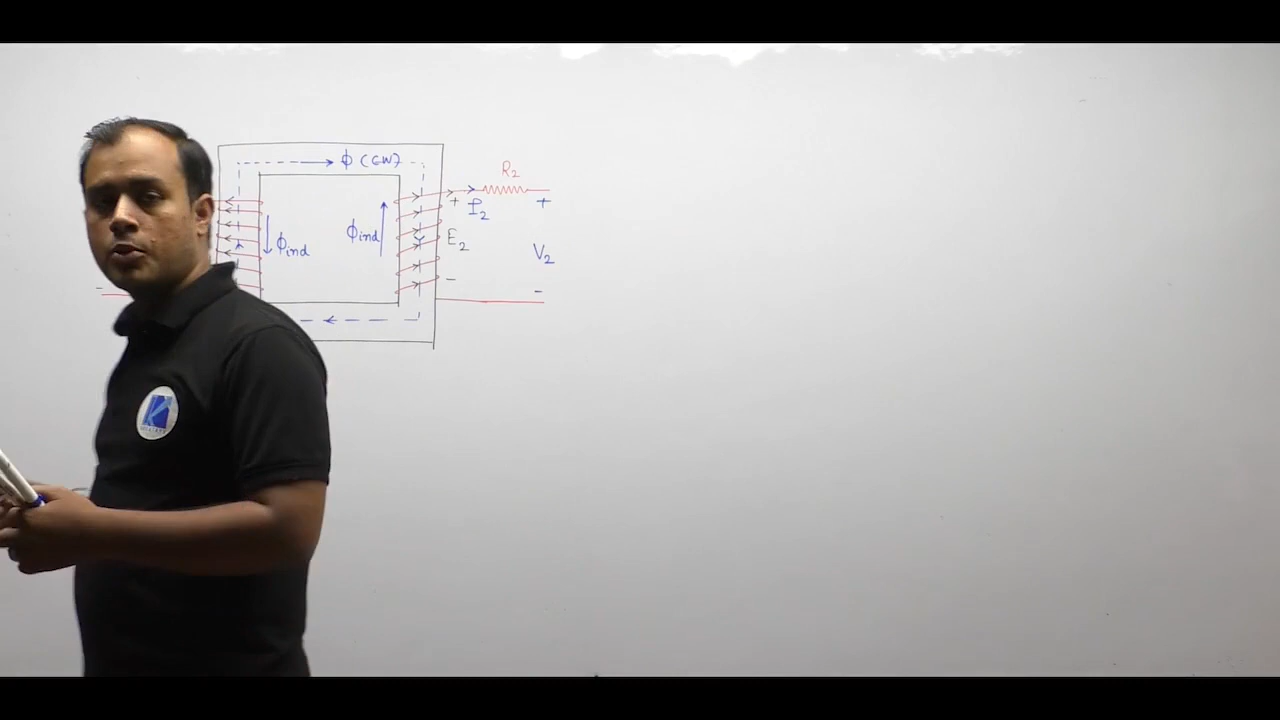 ϕ (CW)
R₂
+
+
I₂
ϕind
ϕind
E₂
V₂
-
-
-